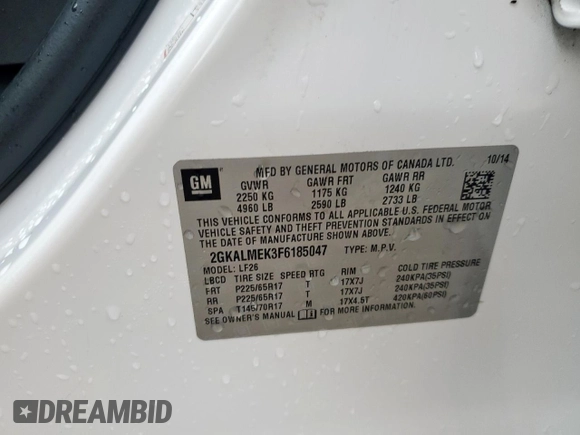 GM
MFD BY GENERAL MOTORS OF CANADA LTD. 10/14
GVWR GAWR FRT GAWR RR
2250 KG 1175 KG 1240 KG
4960 LB 2590 LB 2733 LB
THIS VEHICLE CONFORMS TO ALL APPLICABLE U.S. FEDERAL MOTOR
VEHICLE SAFETY AND THEFT PREVENTION STANDARDS IN EFFECT ON
THE DATE OF MANUFACTURE SHOWN ABOVE.
2GKALMEK3F6185047 TYPE: M.P.V.
MODEL: LF26
LBCD TIRE SIZE SPEED RTG RIM COLD TIRE PRESSURE
FRT P225/65R17 T 17X7J 240KPA(35PSI)
RR P225/65R17 T 17X7J 240KPA(35PSI)
SPA T145/70R17 M 17X4.5T 420KPA(60PSI)
SEE OWNER'S MANUAL FOR MORE INFORMATION.
DREAMBID